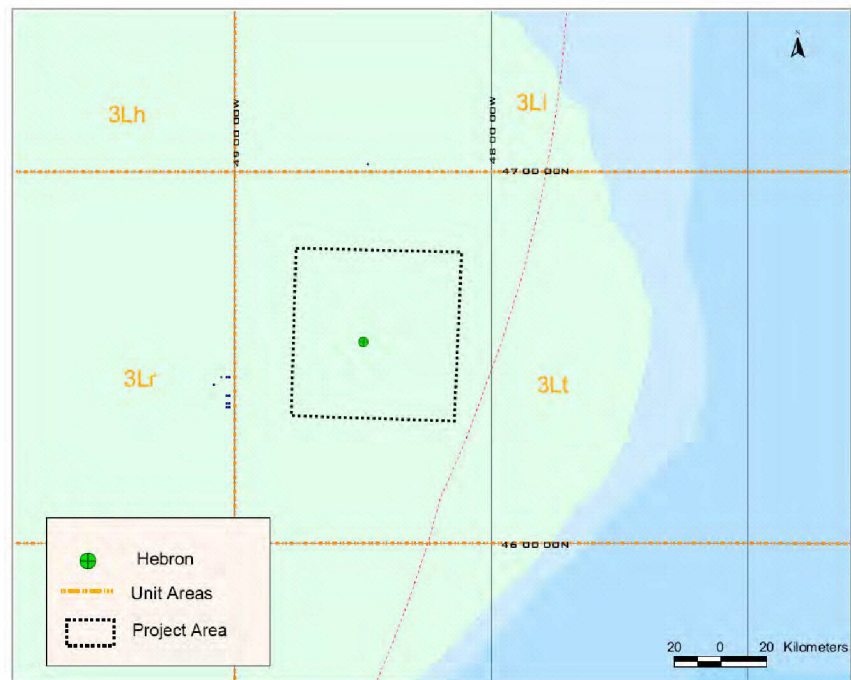 3Lh
3Li
49 00 00W
48 00 00W
47 00 00N
3Lr
3Lt
46 00 00N
Hebron
Unit Areas
Project Area
20 0 20 Kilometers